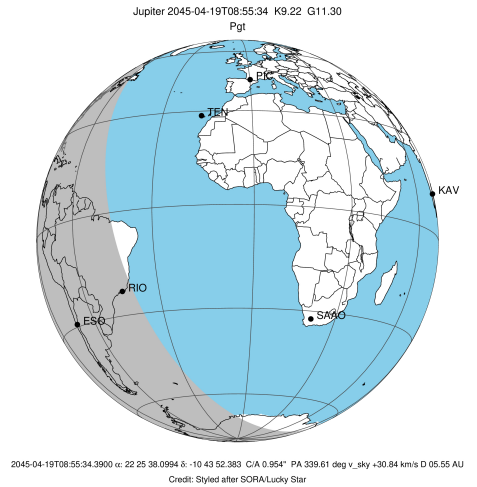 Jupiter 2045-04-19T08:55:34 K9.22 G11.30
Pgt
PIC
TEN
KAV
RIO
ESO
SAAO
2045-04-19T08:55:34.3900 α: 22 25 38.0994 δ: -10 43 52.383 C/A 0.954" PA 339.61 deg v_sky +30.84 km/s D 05.55 AU
Credit: Styled after SORA/Lucky Star